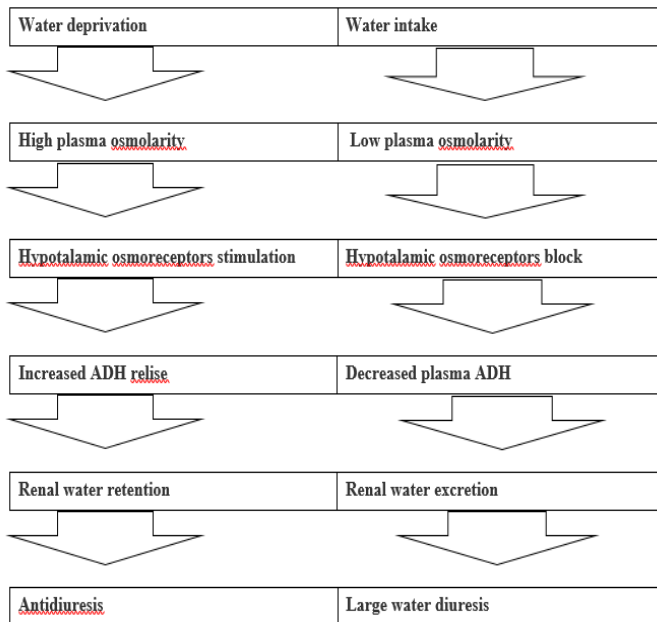 Water deprivation
Water intake
High plasma osmolarity
Low plasma osmolarity
Hypotalamic osmoreceptors stimulation
Hypotalamic osmoreceptors block
Increased ADH relise
Decreased plasma ADH
Renal water retention
Renal water excretion
Antidiuresis
Large water diuresis